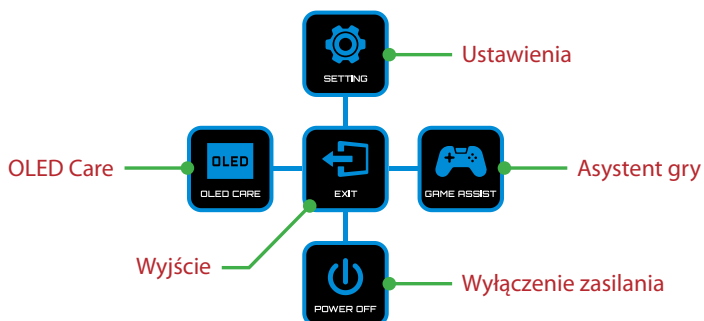 SETTING
Ustawienia
OLED Care
OLED
OLED CARE
EXIT
GAME ASSIST
Asystent gry
Wyjście
POWER OFF
Wyłączenie zasilania